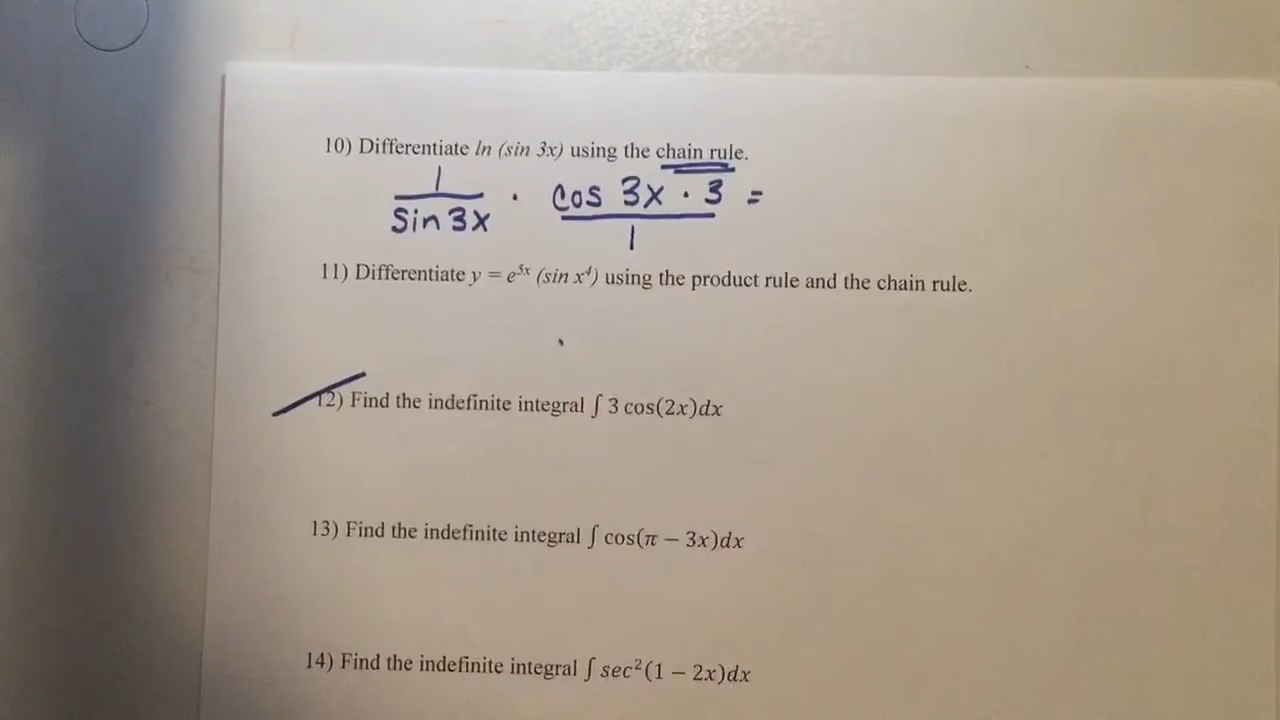 10) Differentiate ln (sin 3x) using the chain rule.
1/sin 3x · cos 3x · 3/1 =
11) Differentiate y = e⁵ˣ (sin x⁴) using the product rule and the chain rule.
12) Find the indefinite integral ∫ 3 cos(2x)dx
13) Find the indefinite integral ∫ cos(π − 3x)dx
14) Find the indefinite integral ∫ sec²(1 − 2x)dx